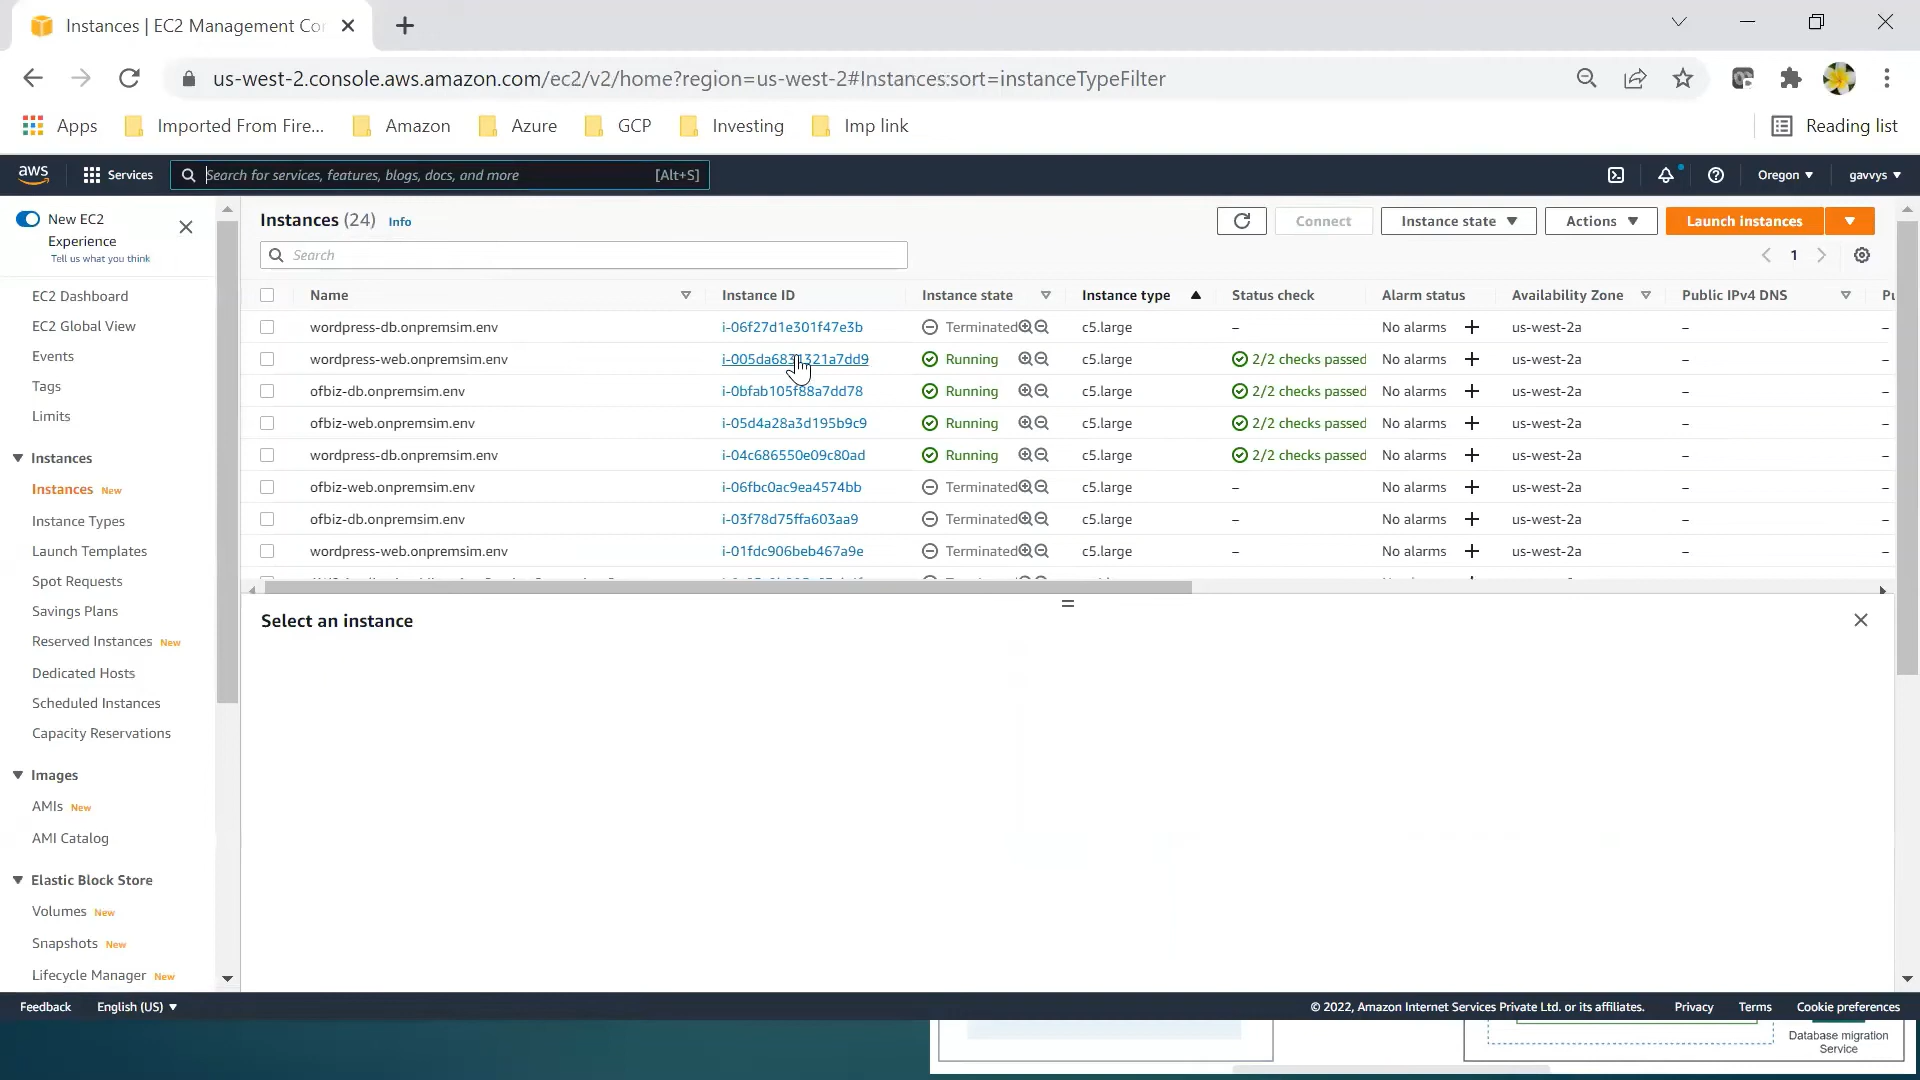 Instances | EC2 Management Co
us-west-2.console.aws.amazon.com/ec2/v2/home?region=us-west-2#Instances:sort=instanceTypeFilter
Apps Imported From Fire... Amazon Azure GCP Investing Imp link Reading list
aws Services Search for services, features, blogs, docs, and more [Alt+S] Oregon ▼ gavvys ▼
New EC2
Experience
Tell us what you think
EC2 Dashboard
EC2 Global View
Events
Tags
Limits
Instances
Instances New
Instance Types
Launch Templates
Spot Requests
Savings Plans
Reserved Instances New
Dedicated Hosts
Scheduled Instances
Capacity Reservations
Images
AMIs New
AMI Catalog
Elastic Block Store
Volumes New
Snapshots New
Lifecycle Manager New
Instances (24) Info Connect Instance state ▼ Actions ▼ Launch instances ▼
Search 1
Name Instance ID Instance state Instance type Status check Alarm status Availability Zone Public IPv4 DNS
wordpress-db.onpremsim.env i-06f27d1e301f47e3b Terminated c5.large – No alarms + us-west-2a – –
wordpress-web.onpremsim.env Running c5.large 2/2 checks passed No alarms + us-west-2a – –
ofbiz-db.onpremsim.env i-0bfab105f88a7dd78 Running c5.large 2/2 checks passed No alarms + us-west-2a – –
ofbiz-web.onpremsim.env i-05d4a28a3d195b9c9 Running c5.large 2/2 checks passed No alarms + us-west-2a – –
wordpress-db.onpremsim.env i-04c686550e09c80ad Running c5.large 2/2 checks passed No alarms + us-west-2a – –
ofbiz-web.onpremsim.env i-06fbc0ac9ea4574bb Terminated c5.large – No alarms + us-west-2a – –
ofbiz-db.onpremsim.env i-03f78d75ffa603aa9 Terminated c5.large – No alarms + us-west-2a – –
wordpress-web.onpremsim.env i-01fdc906beb467a9e Terminated c5.large – No alarms + us-west-2a – –
Select an instance
Feedback English (US) ▼ © 2022, Amazon Internet Services Private Ltd. or its affiliates. Privacy Terms Cookie preferences
Database migration
Service